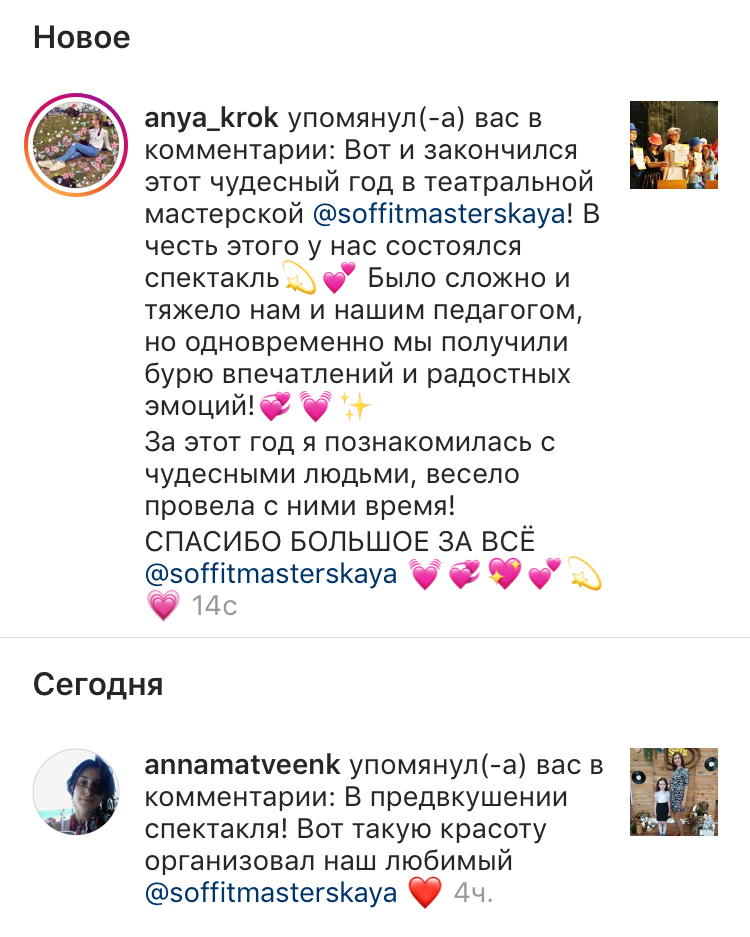 Новое
anya_krok упомянул(-а) вас в
комментарии: Вот и закончился
этот чудесный год в театральной
мастерской @soffitmasterskaya! В
честь этого у нас состоялся
спектакль💫💕 Было сложно и
тяжело нам и нашим педагогом,
но одновременно мы получили
бурю впечатлений и радостных
эмоций!💞💓✨
За этот год я познакомилась с
чудесными людьми, весело
провела с ними время!
СПАСИБО БОЛЬШОЕ ЗА ВСЁ
@soffitmasterskaya 💓💞💖💕💫
💗 14с
Сегодня
annamatveenk упомянул(-а) вас в
комментарии: В предвкушении
спектакля! Вот такую красоту
организовал наш любимый
@soffitmasterskaya ❤️ 4ч.